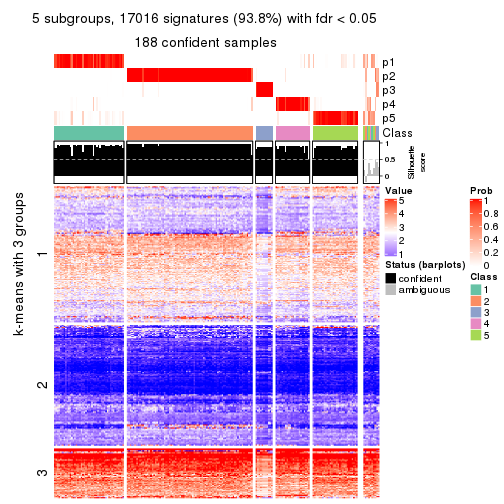 5 subgroups, 17016 signatures (93.8%) with fdr < 0.05
188 confident samples
p1
p2
p3
p4
p5
Class
1
0.5
0
Silhouette
score
k-means with 3 groups
1
2
3
Value
5
4
3
2
1
Status (barplots)
confident
ambiguous
Prob
1
0.8
0.6
0.4
0.2
0
Class
1
2
3
4
5